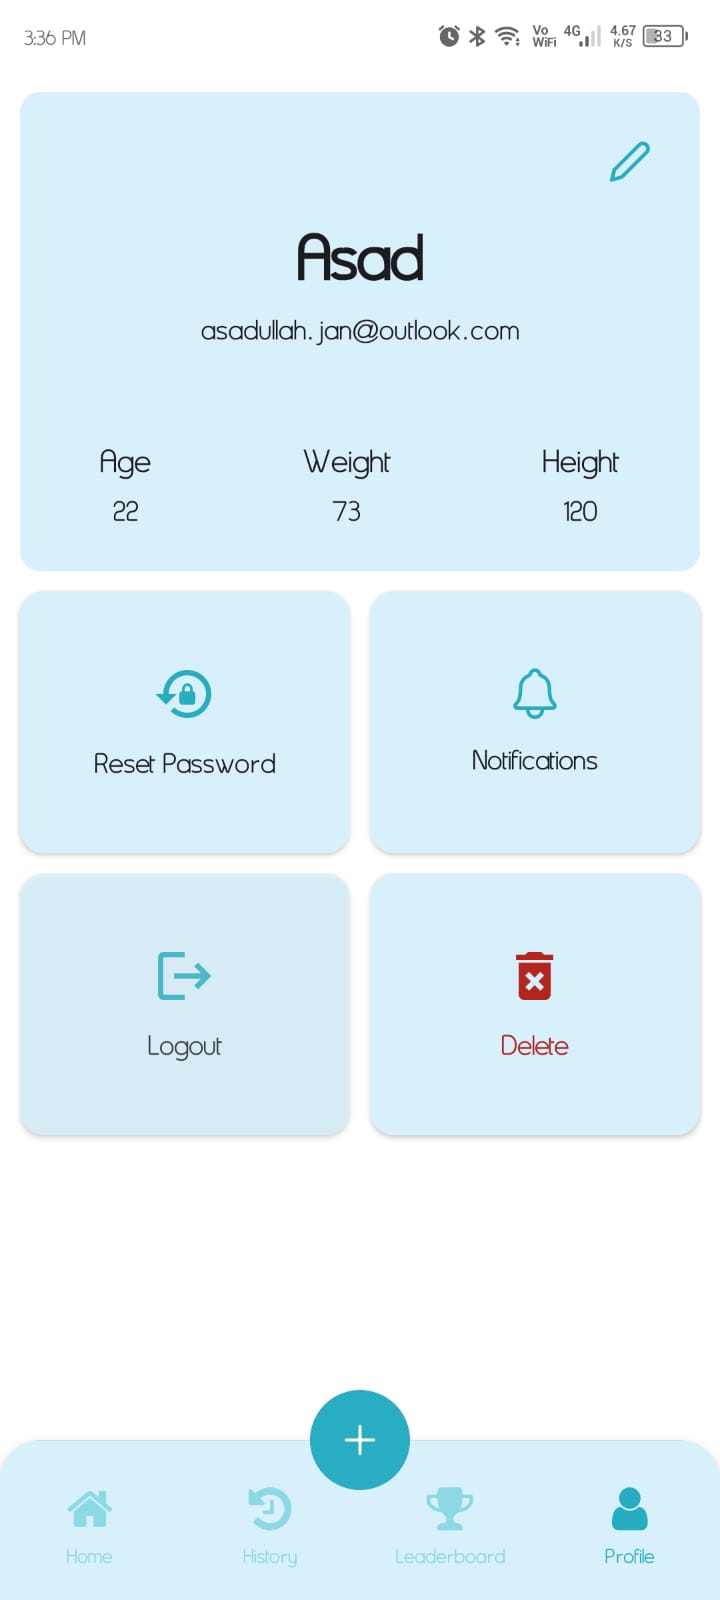 3:36 PM
Vo WiFi 4G 4.67 K/S 33
Asad
asadullah.jan@outlook.com
Age Weight Height
22 73 120
Reset Password Notifications
Logout Delete
Home History Leaderboard Profile